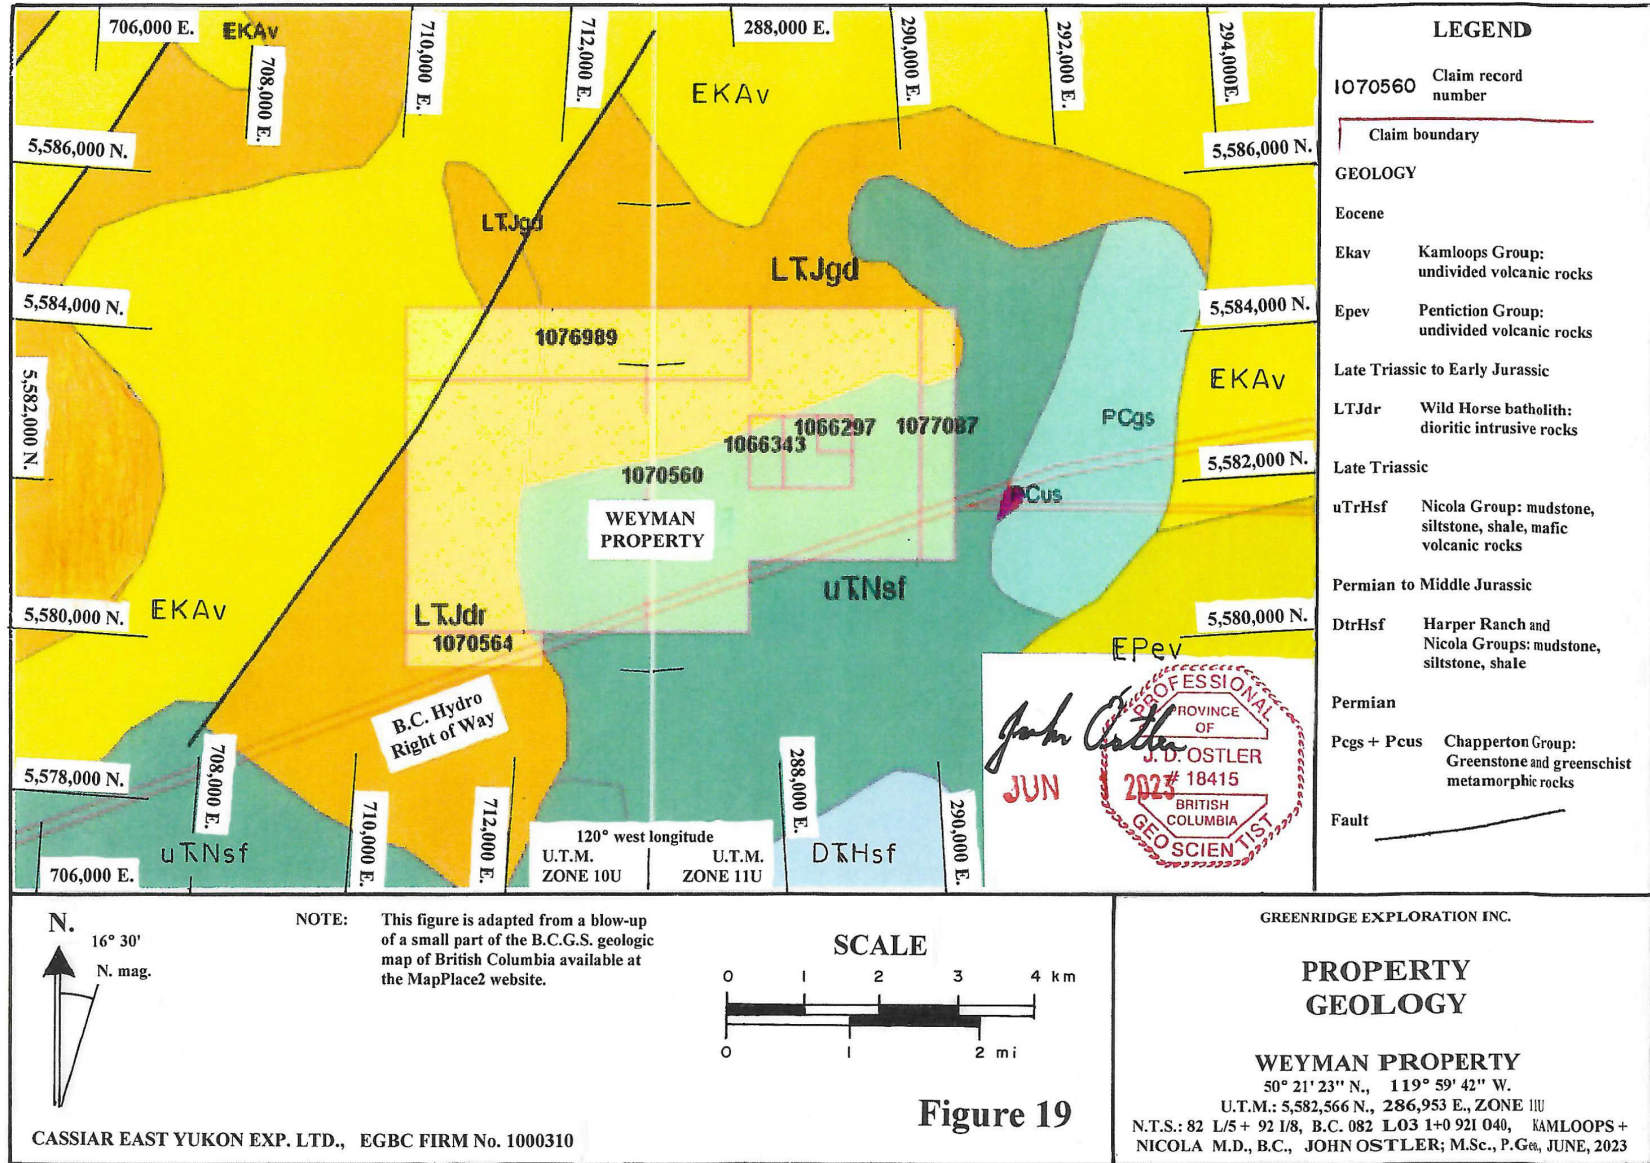 706,000 E.
EKAv
708,000 E.
710,000 E.
712,000 E.
288,000 E.
290,000 E.
292,000 E.
294,000E.
EKAv
5,586,000 N.
5,586,000 N.
LTJgd
LTJgd
5,584,000 N.
5,584,000 N.
1076989
EKAv
5,582,000 N.
PCgs
1066297
1077087
1066343
1070560
5,582,000 N.
PCus
WEYMAN
PROPERTY
uTNsf
EKAv
5,580,000 N.
LTJdr
1070564
5,580,000 N.
EPev
B.C. Hydro
Right of Way
5,578,000 N.
708,000 E.
710,000 E.
712,000 E.
288,000 E.
290,000 E.
uTNsf
706,000 E.
120° west longitude
U.T.M.
ZONE 10U
U.T.M.
ZONE 11U
DTHsf
John Ostler
JUN 2023
PROFESSIONAL
PROVINCE
OF
J. D. OSTLER
# 18415
BRITISH
COLUMBIA
GEOSCIENTIST
LEGEND
1070560 Claim record
number
Claim boundary
GEOLOGY
Eocene
Ekav Kamloops Group:
undivided volcanic rocks
Epev Pentiction Group:
undivided volcanic rocks
Late Triassic to Early Jurassic
LTJdr Wild Horse batholith:
dioritic intrusive rocks
Late Triassic
uTrHsf Nicola Group: mudstone,
siltstone, shale, mafic
volcanic rocks
Permian to Middle Jurassic
DtrHsf Harper Ranch and
Nicola Groups: mudstone,
siltstone, shale
Permian
Pcgs + Pcus Chapperton Group:
Greenstone and greenschist
metamorphic rocks
Fault
N.
16° 30'
N. mag.
NOTE: This figure is adapted from a blow-up
of a small part of the B.C.G.S. geologic
map of British Columbia available at
the MapPlace2 website.
SCALE
0 1 2 3 4 km
0 1 2 mi
Figure 19
CASSIAR EAST YUKON EXP. LTD., EGBC FIRM No. 1000310
GREENRIDGE EXPLORATION INC.
PROPERTY
GEOLOGY
WEYMAN PROPERTY
50° 21' 23" N., 119° 59' 42" W.
U.T.M.: 5,582,566 N., 286,953 E., ZONE 11U
N.T.S.: 82 L/5 + 92 I/8, B.C. 082 L03 1+0 92I 040, KAMLOOPS +
NICOLA M.D., B.C., JOHN OSTLER; M.Sc., P.Geo., JUNE, 2023